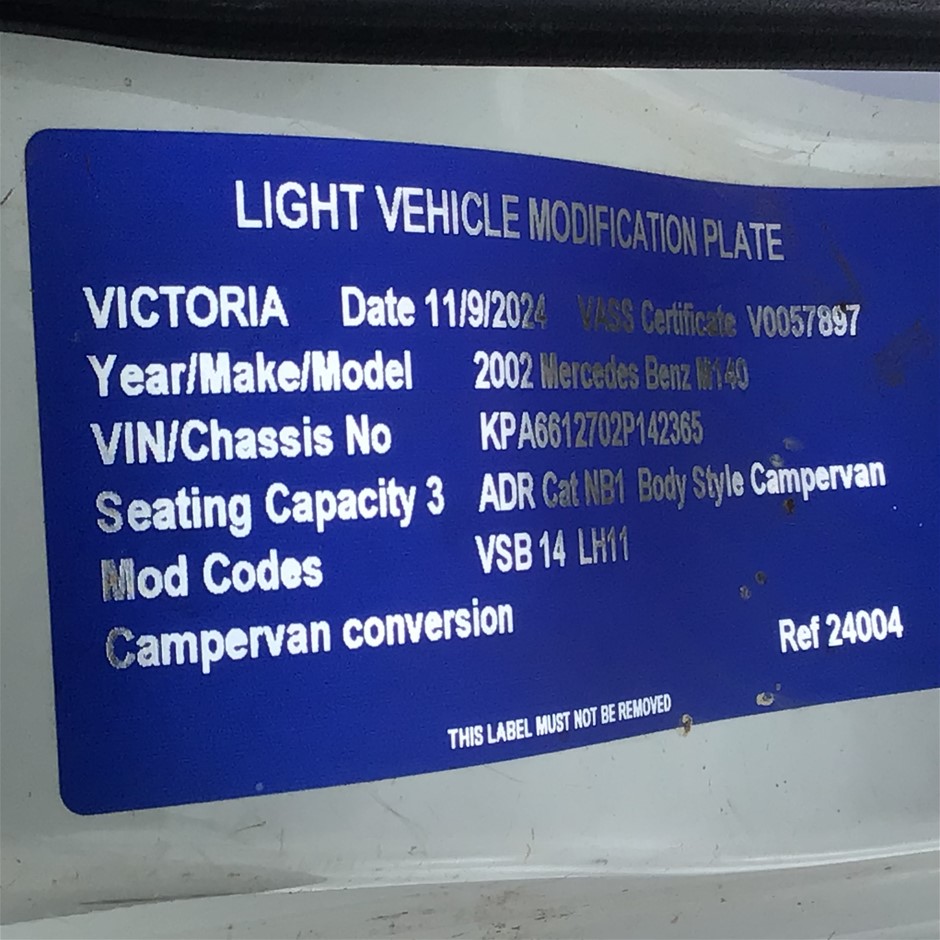 LIGHT VEHICLE MODIFICATION PLATE
VICTORIA Date 11/9/2024 VASS Certificate V0057897
Year/Make/Model 2002 Mercedes Benz M140
VIN/Chassis No KPA6612702P142365
Seating Capacity 3 ADR Cat NB1 Body Style Campervan
Mod Codes VSB 14 LH11
Campervan conversion
Ref 24004
THIS LABEL MUST NOT BE REMOVED